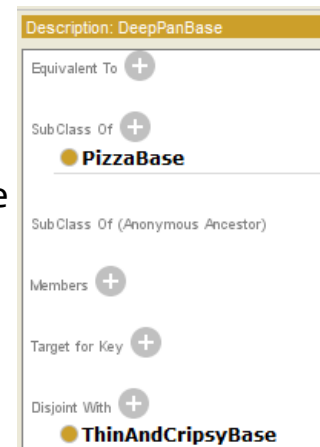 Description: DeepPanBase
Equivalent To
SubClass Of
PizzaBase
e
SubClass Of (Anonymous Ancestor)
Members
Target for Key
Disjoint With
ThinAndCripsyBase